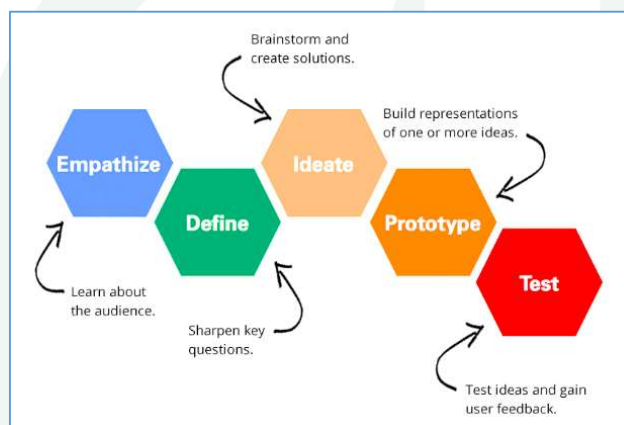 Brainstorm and
create solutions.
Build representations
of one or more ideas.
Empathize
Ideate
Define
Prototype
Test
Learn about
the audience.
Sharpen key
questions.
Test ideas and gain
user feedback.